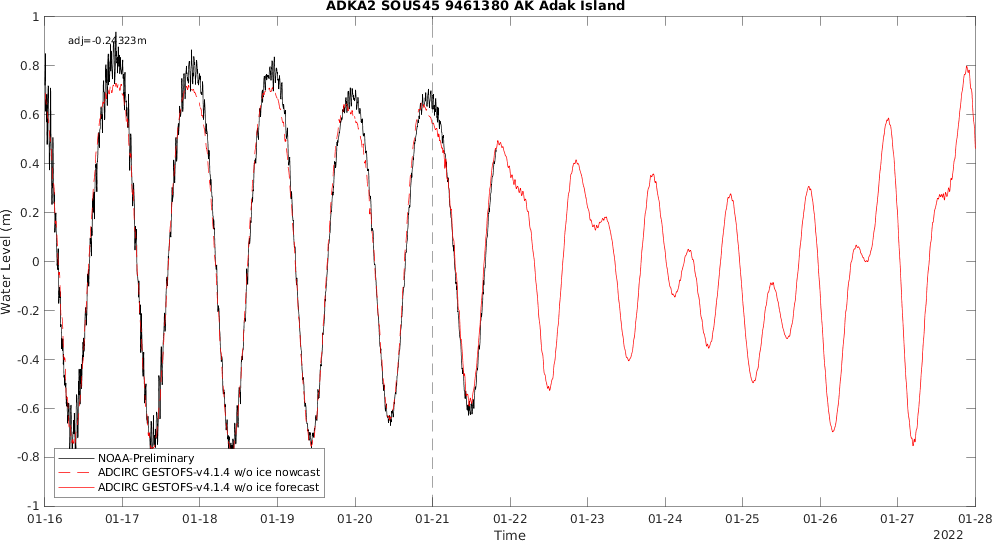 ADKA2 SOUS45 9461380 AK Adak Island
adj=-0.24323m
Water Level (m)
1
0.8
0.6
0.4
0.2
0
-0.2
-0.4
-0.6
-0.8
-1
NOAA-Preliminary
ADCIRC GESTOFS-v4.1.4 w/o ice nowcast
ADCIRC GESTOFS-v4.1.4 w/o ice forecast
01-16 01-17 01-18 01-19 01-20 01-21 01-22 01-23 01-24 01-25 01-26 01-27 01-28
Time
2022